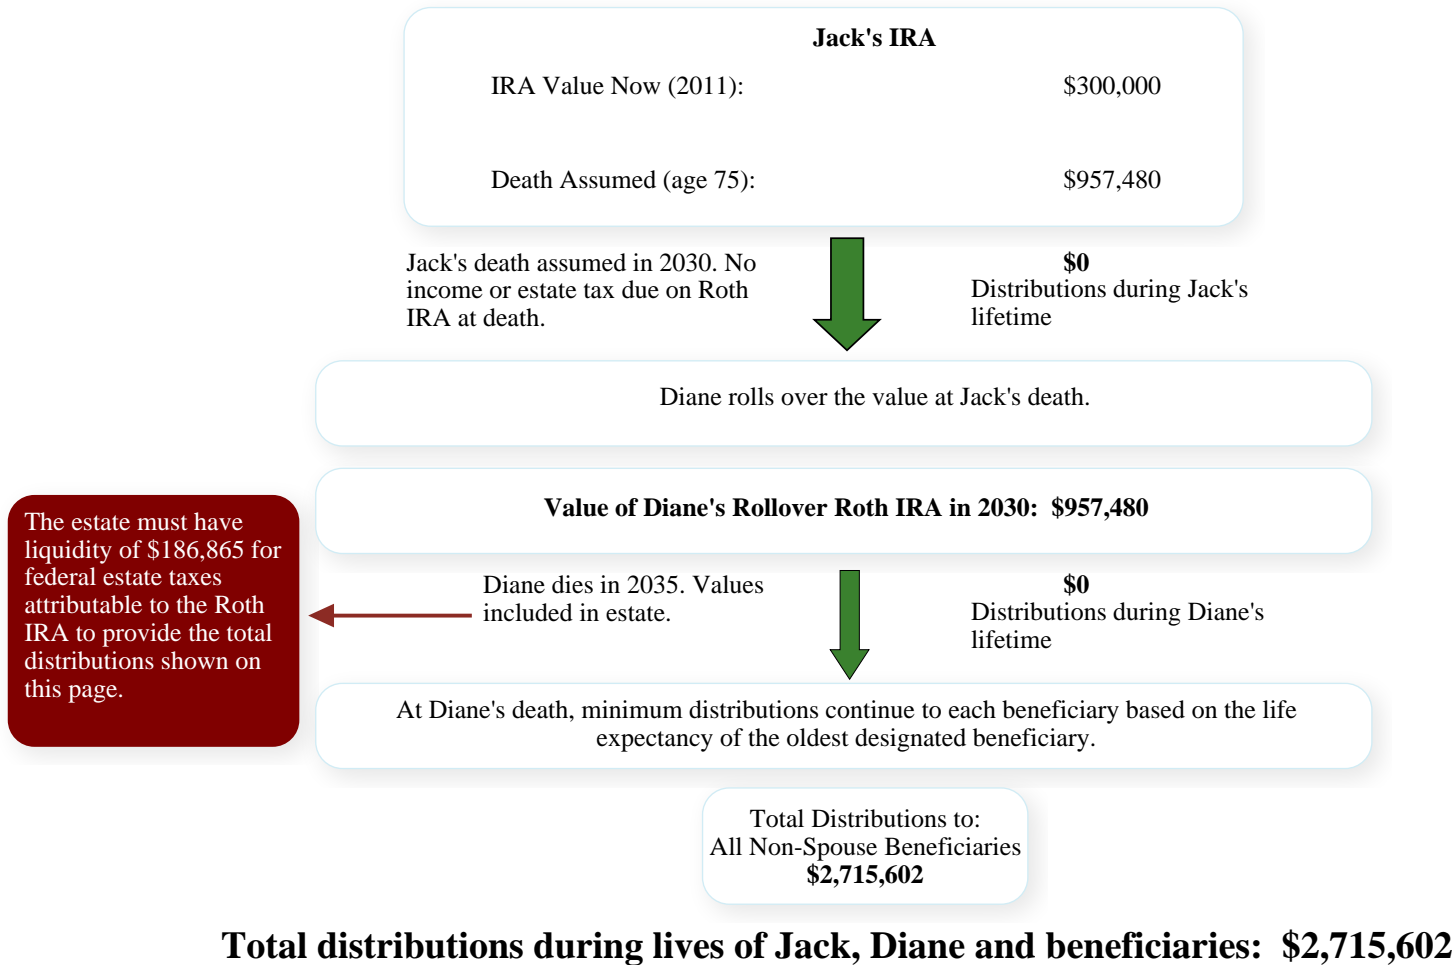 Jack's IRA
IRA Value Now (2011): $300,000
Death Assumed (age 75): $957,480
Jack's death assumed in 2030. No
income or estate tax due on Roth
IRA at death.
$0
Distributions during Jack's
lifetime
Diane rolls over the value at Jack's death.
Value of Diane's Rollover Roth IRA in 2030: $957,480
The estate must have
liquidity of $186,865 for
federal estate taxes
attributable to the Roth
IRA to provide the total
distributions shown on
this page.
Diane dies in 2035. Values
included in estate.
$0
Distributions during Diane's
lifetime
At Diane's death, minimum distributions continue to each beneficiary based on the life
expectancy of the oldest designated beneficiary.
Total Distributions to:
All Non-Spouse Beneficiaries
$2,715,602
Total distributions during lives of Jack, Diane and beneficiaries: $2,715,602